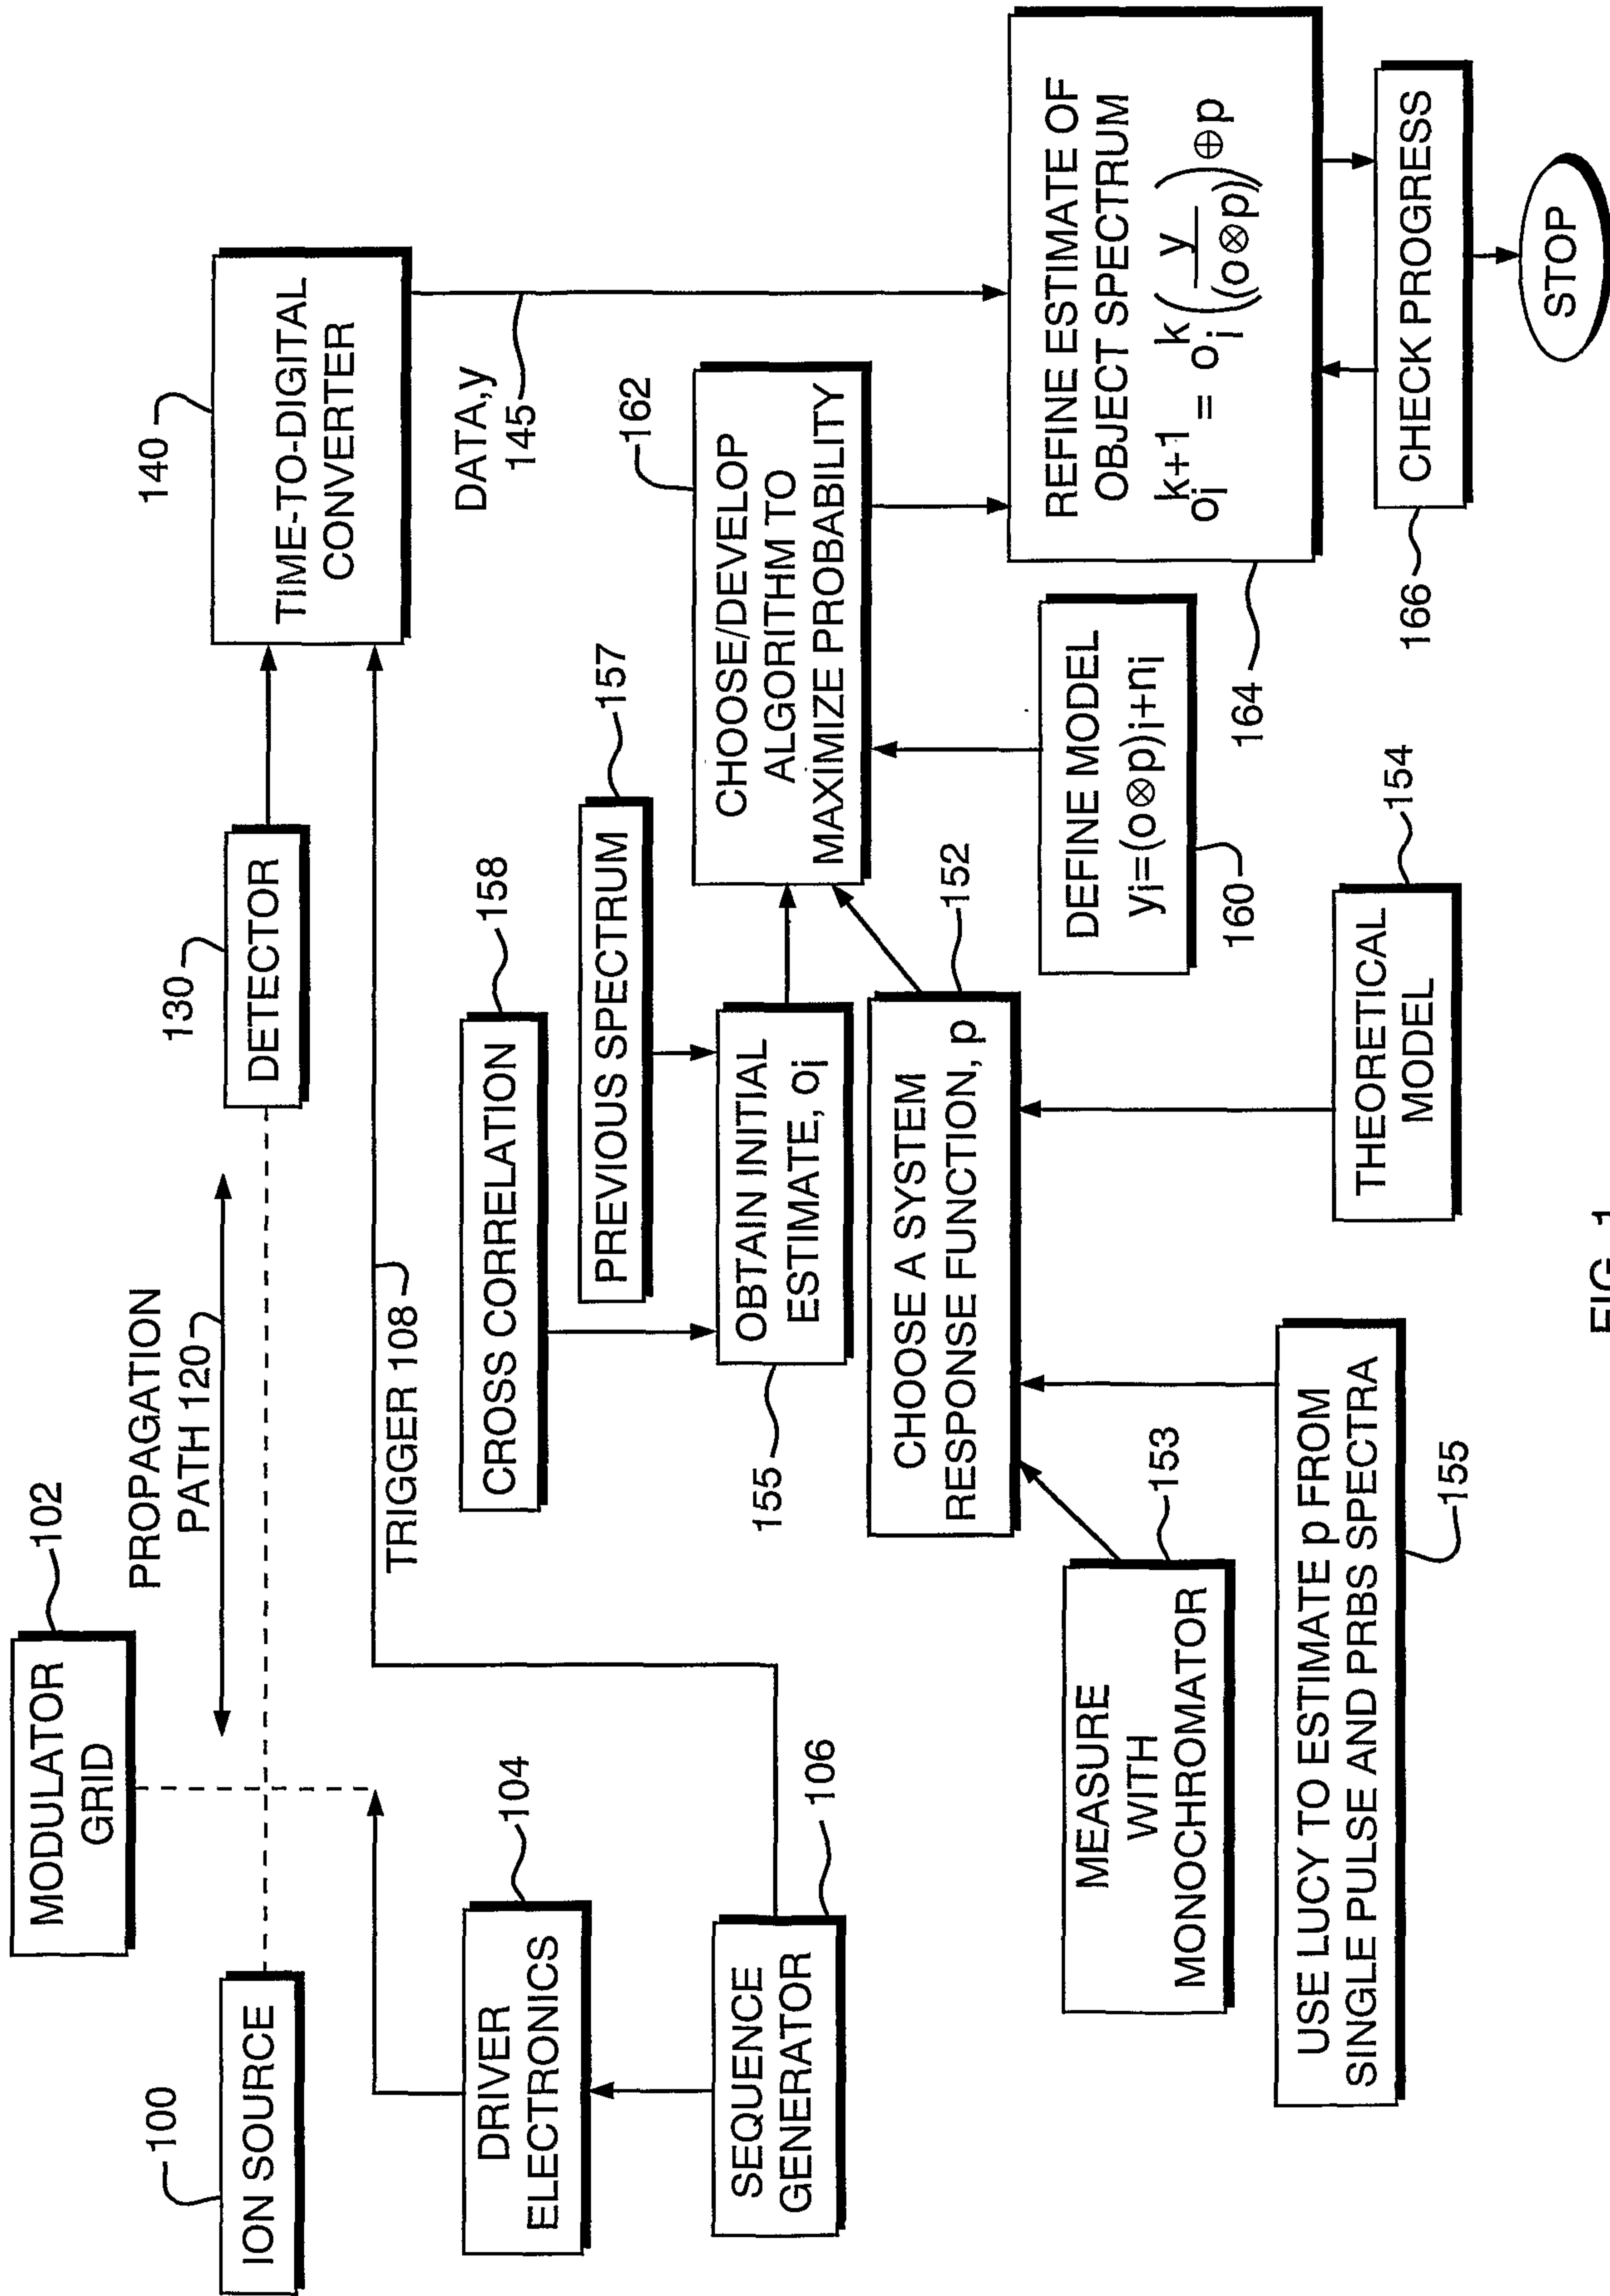 102
MODULATOR
GRID
PROPAGATION
PATH 120
100
ION SOURCE
130
DETECTOR
140
TIME-TO-DIGITAL
CONVERTER
TRIGGER 108
104
DRIVER
ELECTRONICS
106
SEQUENCE
GENERATOR
DATA,y
145
158
CROSS CORRELATION
157
PREVIOUS SPECTRUM
OBTAIN INITIAL
ESTIMATE, oi
155
162
CHOOSE/DEVELOP
ALGORITHM TO
MAXIMIZE PROBABILITY
CHOOSE A SYSTEM
RESPONSE FUNCTION, p
152
MEASURE
WITH
MONOCHROMATOR
153
DEFINE MODEL
yi=(o⊗p)i+ni
160
REFINE ESTIMATE OF
OBJECT SPECTRUM
oi^k+1 = oi^k (y/(o⊗p))⊕p
164
USE LUCY TO ESTIMATE p FROM
SINGLE PULSE AND PRBS SPECTRA
155
THEORETICAL
MODEL
154
CHECK PROGRESS
166
STOP
FIG. 1